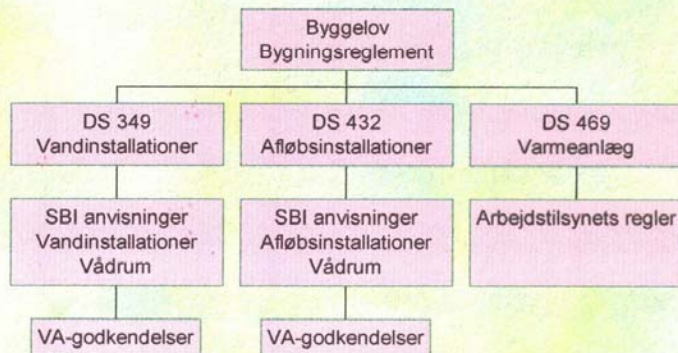 Byggelov
Bygningsreglement
DS 349
Vandinstallationer
DS 432
Afløbsinstallationer
DS 469
Varmeanlæg
SBI anvisninger
Vandinstallationer
Vådrum
SBI anvisninger
Afløbsinstallationer
Vådrum
Arbejdstilsynets regler
VA-godkendelser
VA-godkendelser